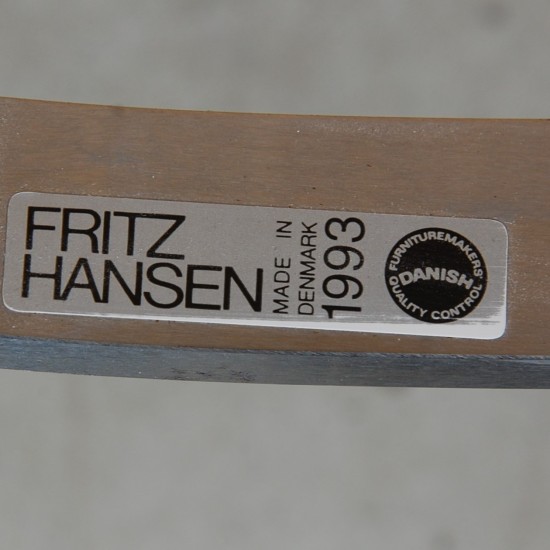 FRITZ
HANSEN
MADE IN
DENMARK
1993
FURNITUREMAKERS'
DANISH
QUALITY CONTROL